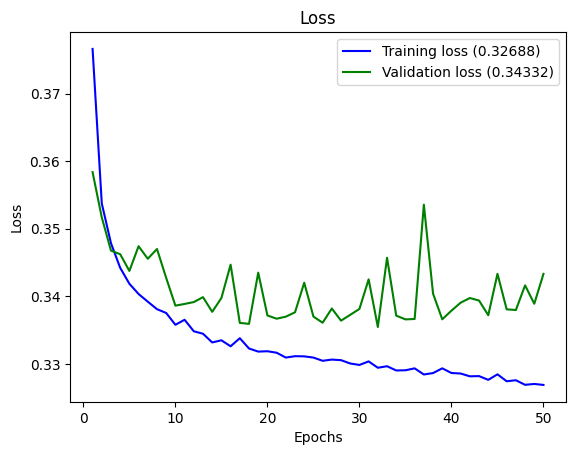 Loss
Training loss (0.32688)
Validation loss (0.34332)
0.37
0.36
0.35
0.34
0.33
Loss
0
10
20
30
40
50
Epochs